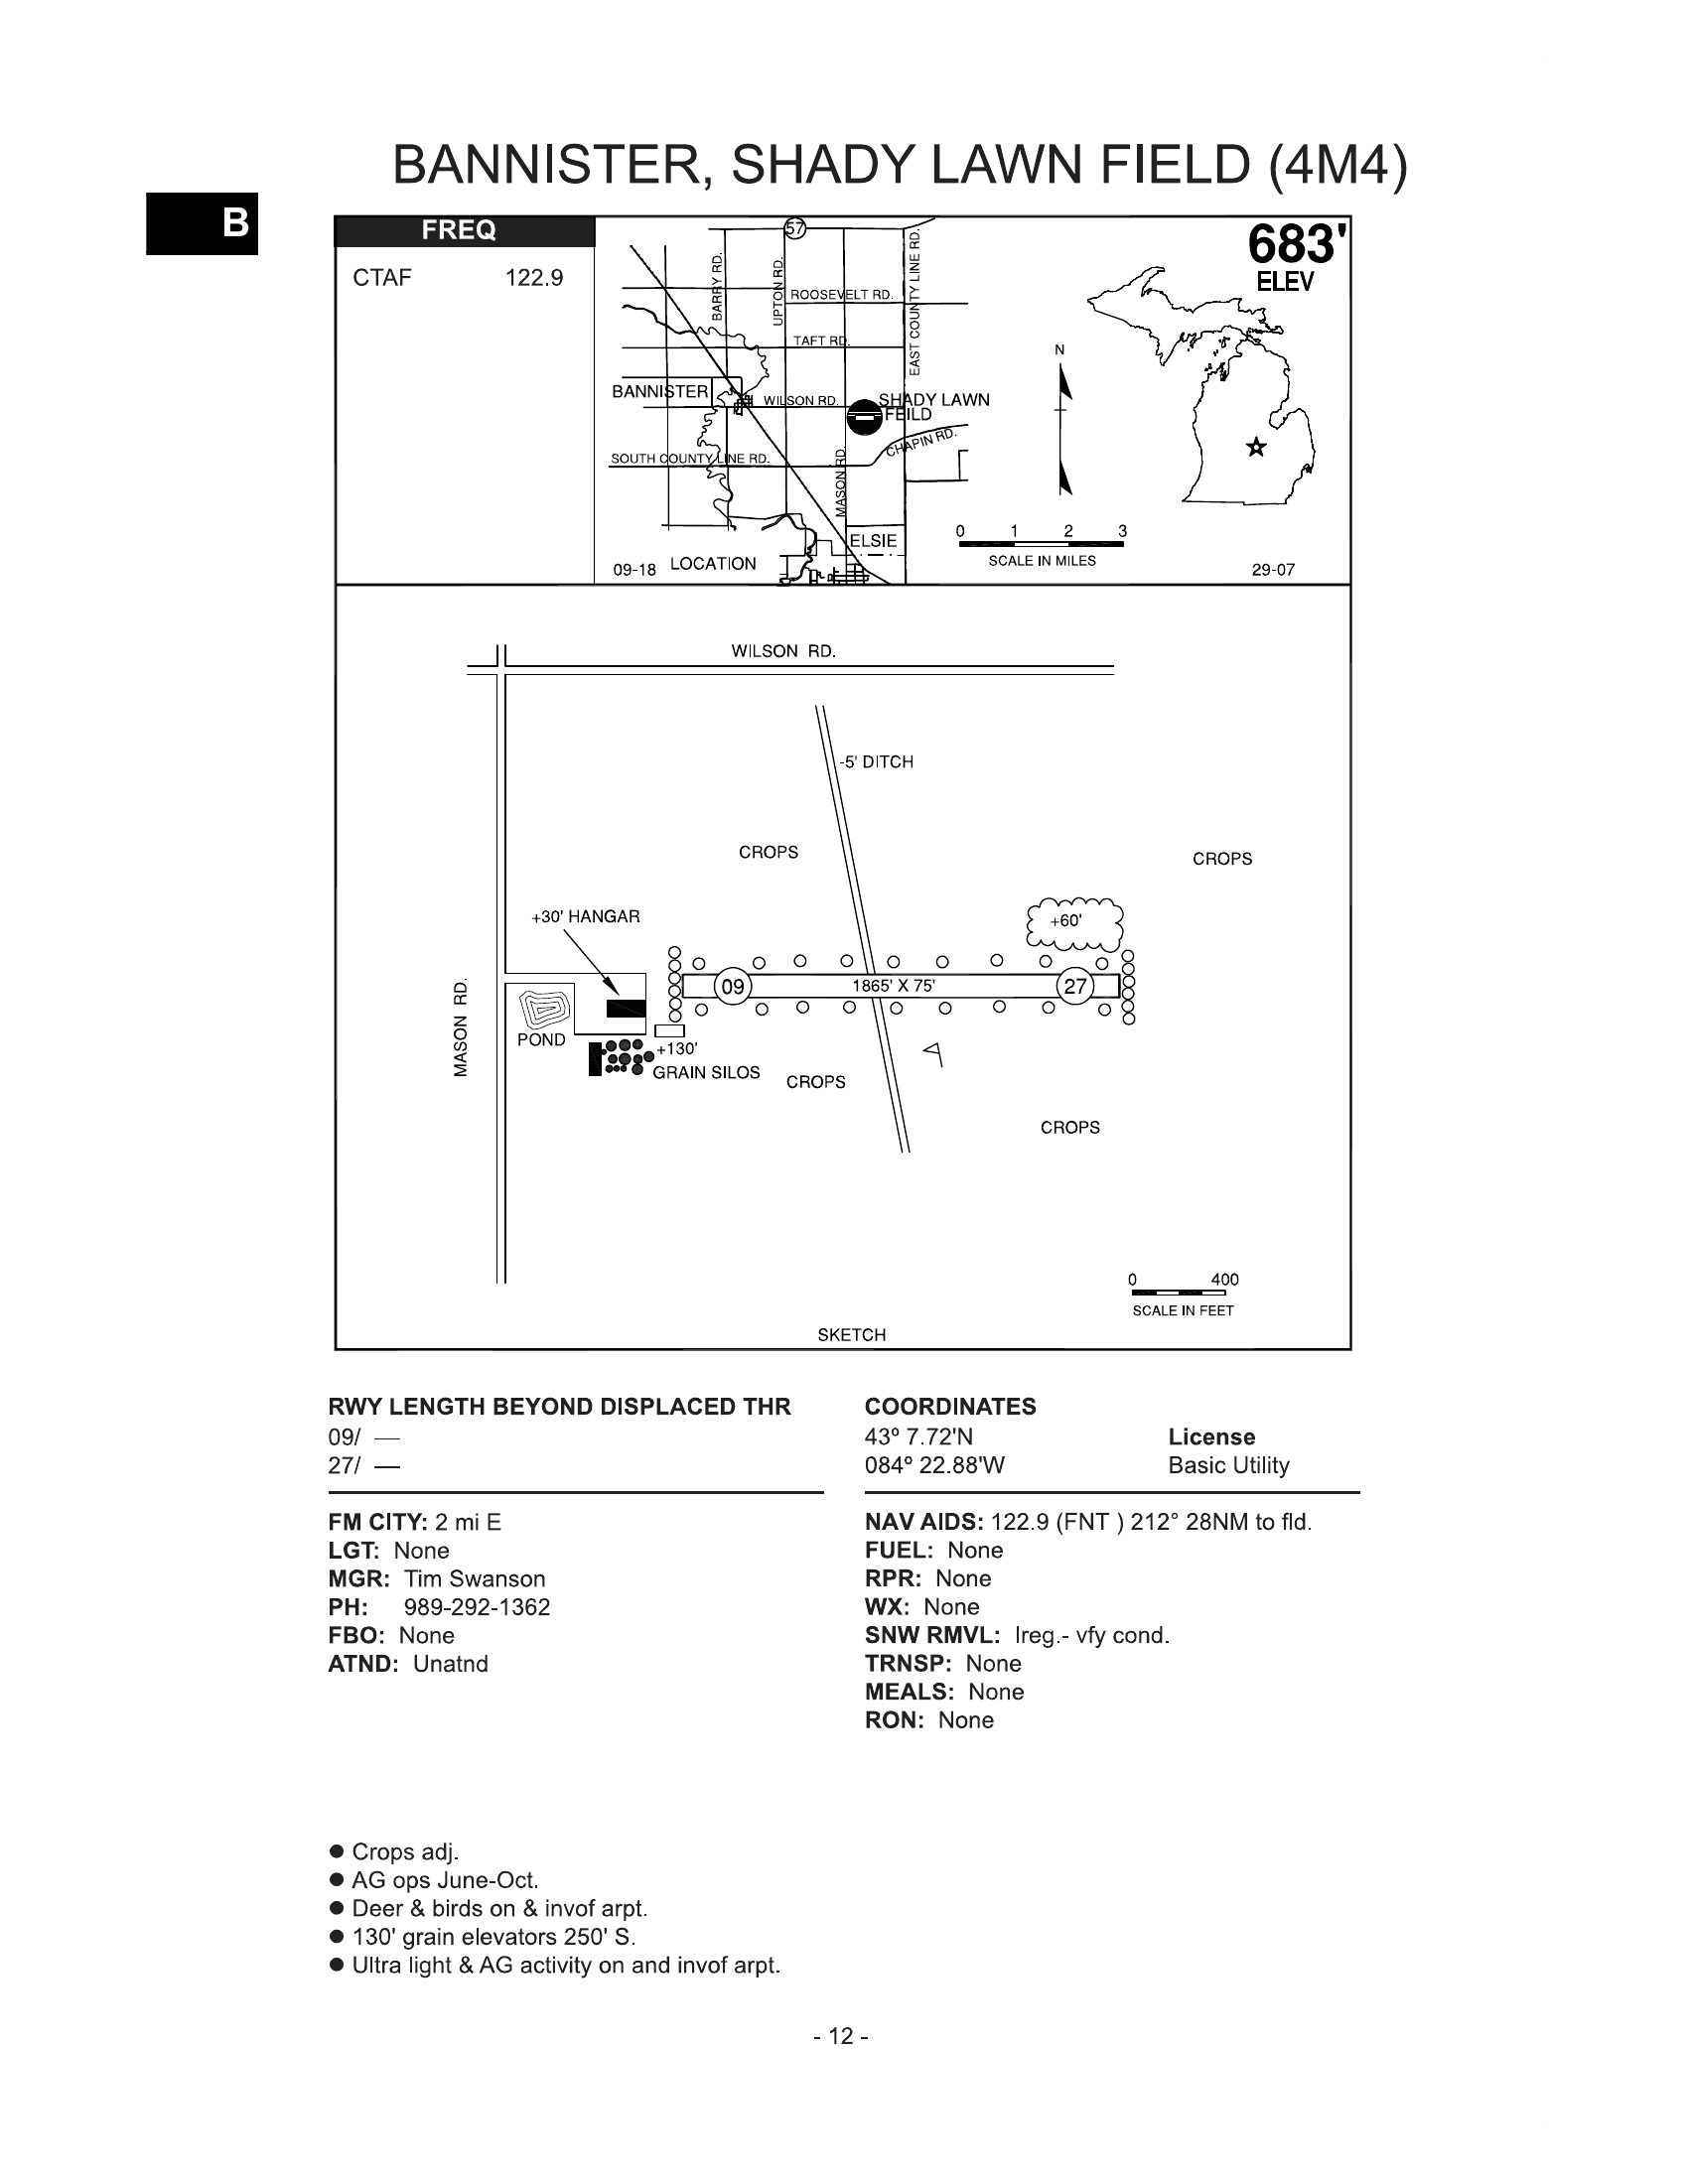 BANNISTER, SHADY LAWN FIELD (4M4)
B
FREQ
CTAF 122.9
683'
ELEV
57
BARRY RD.
UPTON RD.
EAST COUNTY LINE RD.
ROOSEVELT RD.
TAFT RD.
BANNISTER
WILSON RD.
SHADY LAWN
FEILD
CHAPIN RD.
SOUTH COUNTY LINE RD.
MASON RD.
ELSIE
09-18 LOCATION
N
0 1 2 3
SCALE IN MILES
29-07
WILSON RD.
-5' DITCH
CROPS
CROPS
+30' HANGAR
+60'
09
1865' X 75'
27
MASON RD.
POND
+130'
GRAIN SILOS
CROPS
CROPS
0 400
SCALE IN FEET
SKETCH
RWY LENGTH BEYOND DISPLACED THR
09/ —
27/ —
COORDINATES
43º 7.72'N
084º 22.88'W
License
Basic Utility
FM CITY: 2 mi E
LGT: None
MGR: Tim Swanson
PH: 989-292-1362
FBO: None
ATND: Unatnd
NAV AIDS: 122.9 (FNT ) 212° 28NM to fld.
FUEL: None
RPR: None
WX: None
SNW RMVL: Ireg.- vfy cond.
TRNSP: None
MEALS: None
RON: None
● Crops adj.
● AG ops June-Oct.
● Deer & birds on & invof arpt.
● 130' grain elevators 250' S.
● Ultra light & AG activity on and invof arpt.
- 12 -